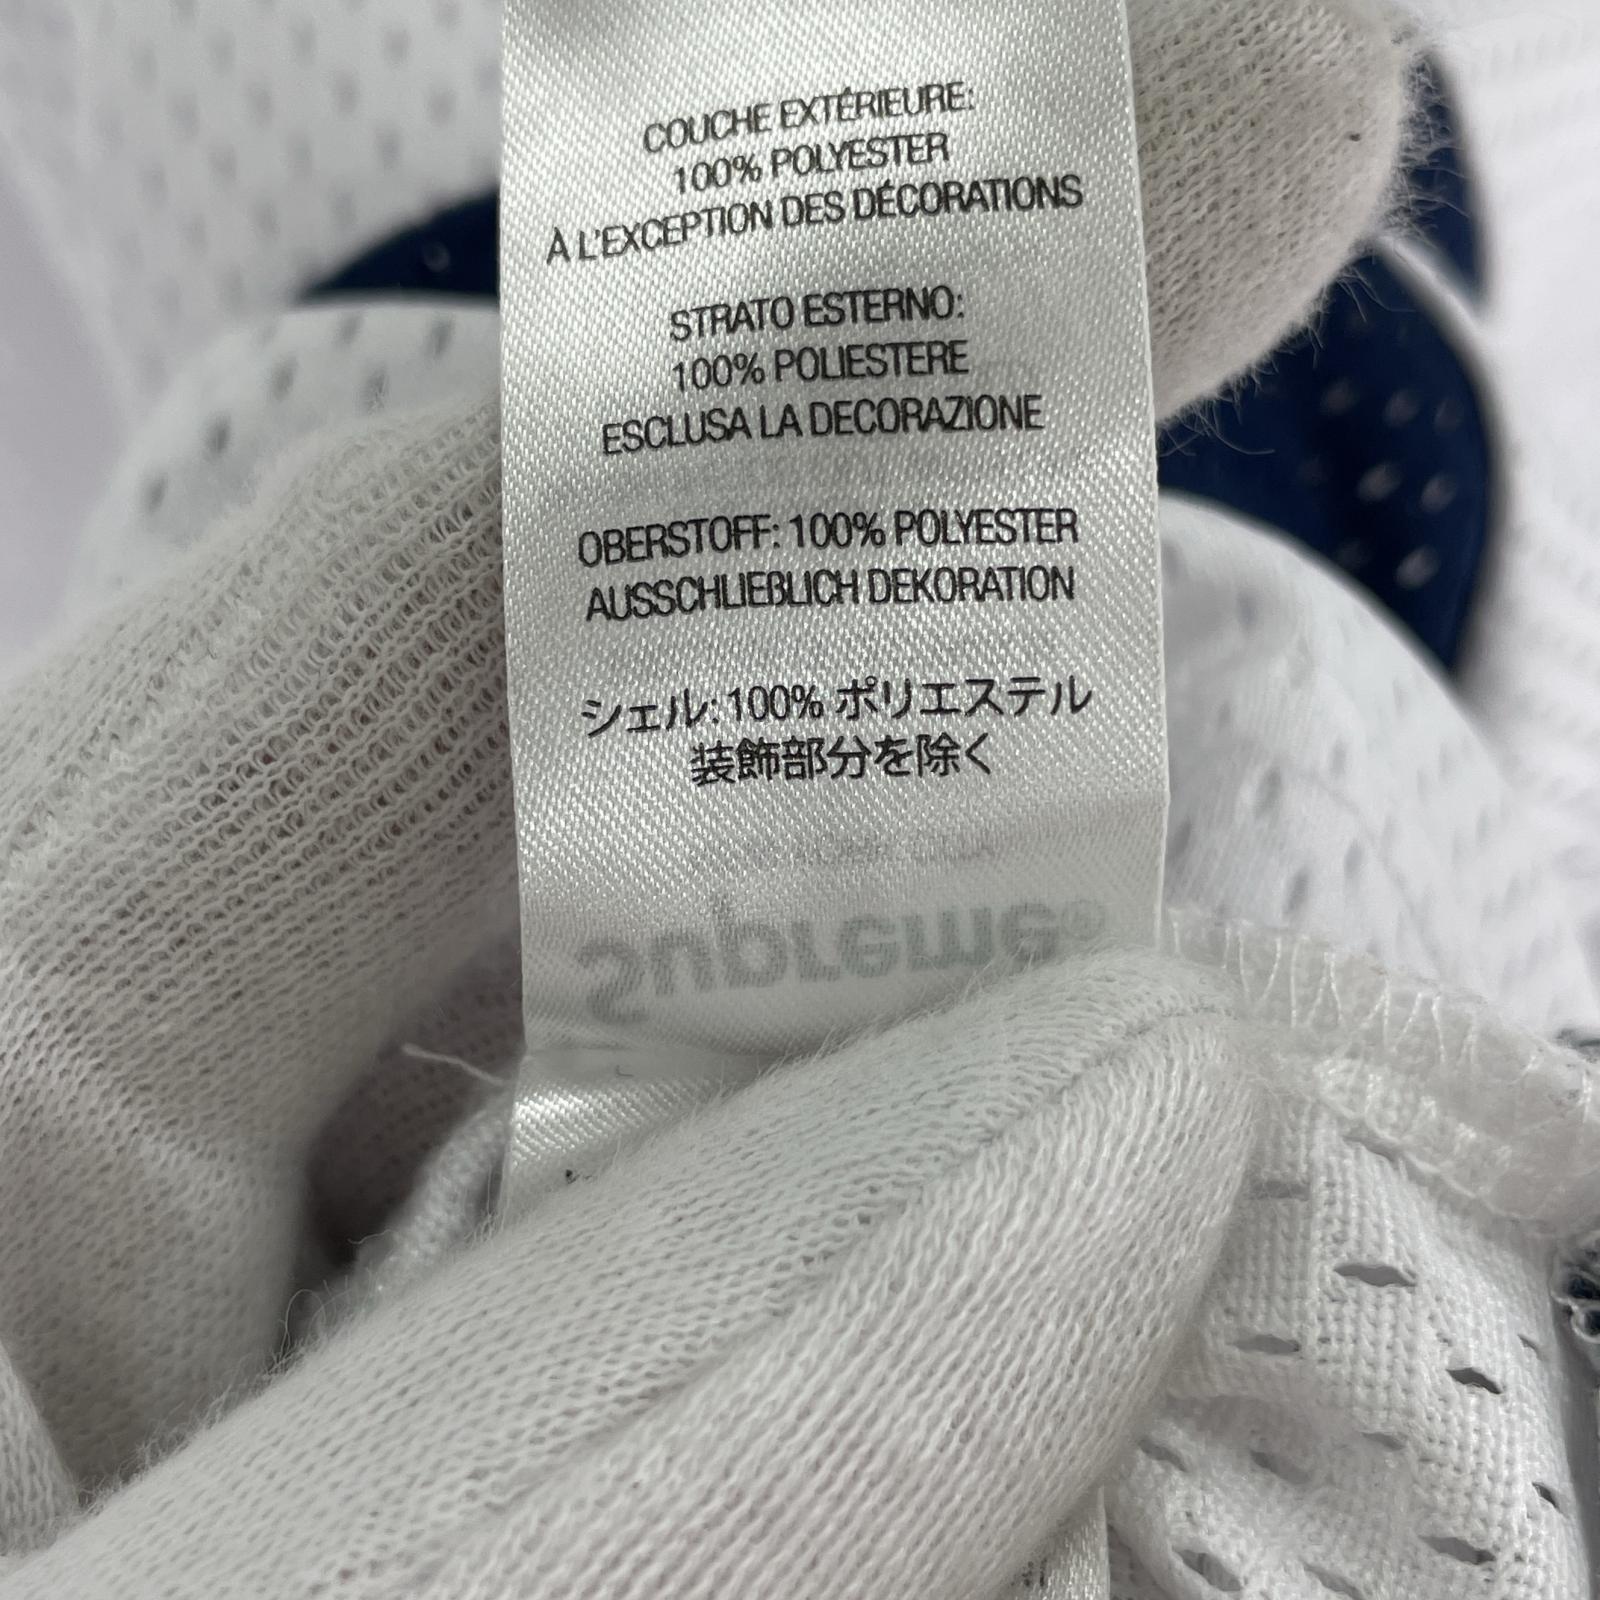 COUCHE EXTÉRIEURE:
100% POLYESTER
À L'EXCEPTION DES DÉCORATIONS
STRATO ESTERNO:
100% POLIESTERE
ESCLUSA LA DECORAZIONE
OBERSTOFF: 100% POLYESTER
AUSSCHLIEßLICH DEKORATION
シェル: 100% ポリエステル
装飾部分を除く
Supreme®